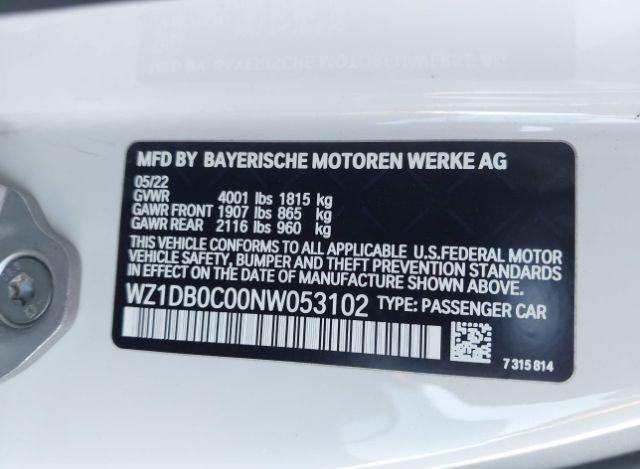 MFD BY BAYERISCHE MOTOREN WERKE AG
05/22
GVWR 4001 lbs 1815 kg
GAWR FRONT 1907 lbs 865 kg
GAWR REAR 2116 lbs 960 kg
THIS VEHICLE CONFORMS TO ALL APPLICABLE U.S.FEDERAL MOTOR
VEHICLE SAFETY, BUMPER AND THEFT PREVENTION STANDARDS
IN EFFECT ON THE DATE OF MANUFACTURE SHOWN ABOVE.
WZ1DB0C00NW053102 TYPE: PASSENGER CAR
7 315 814